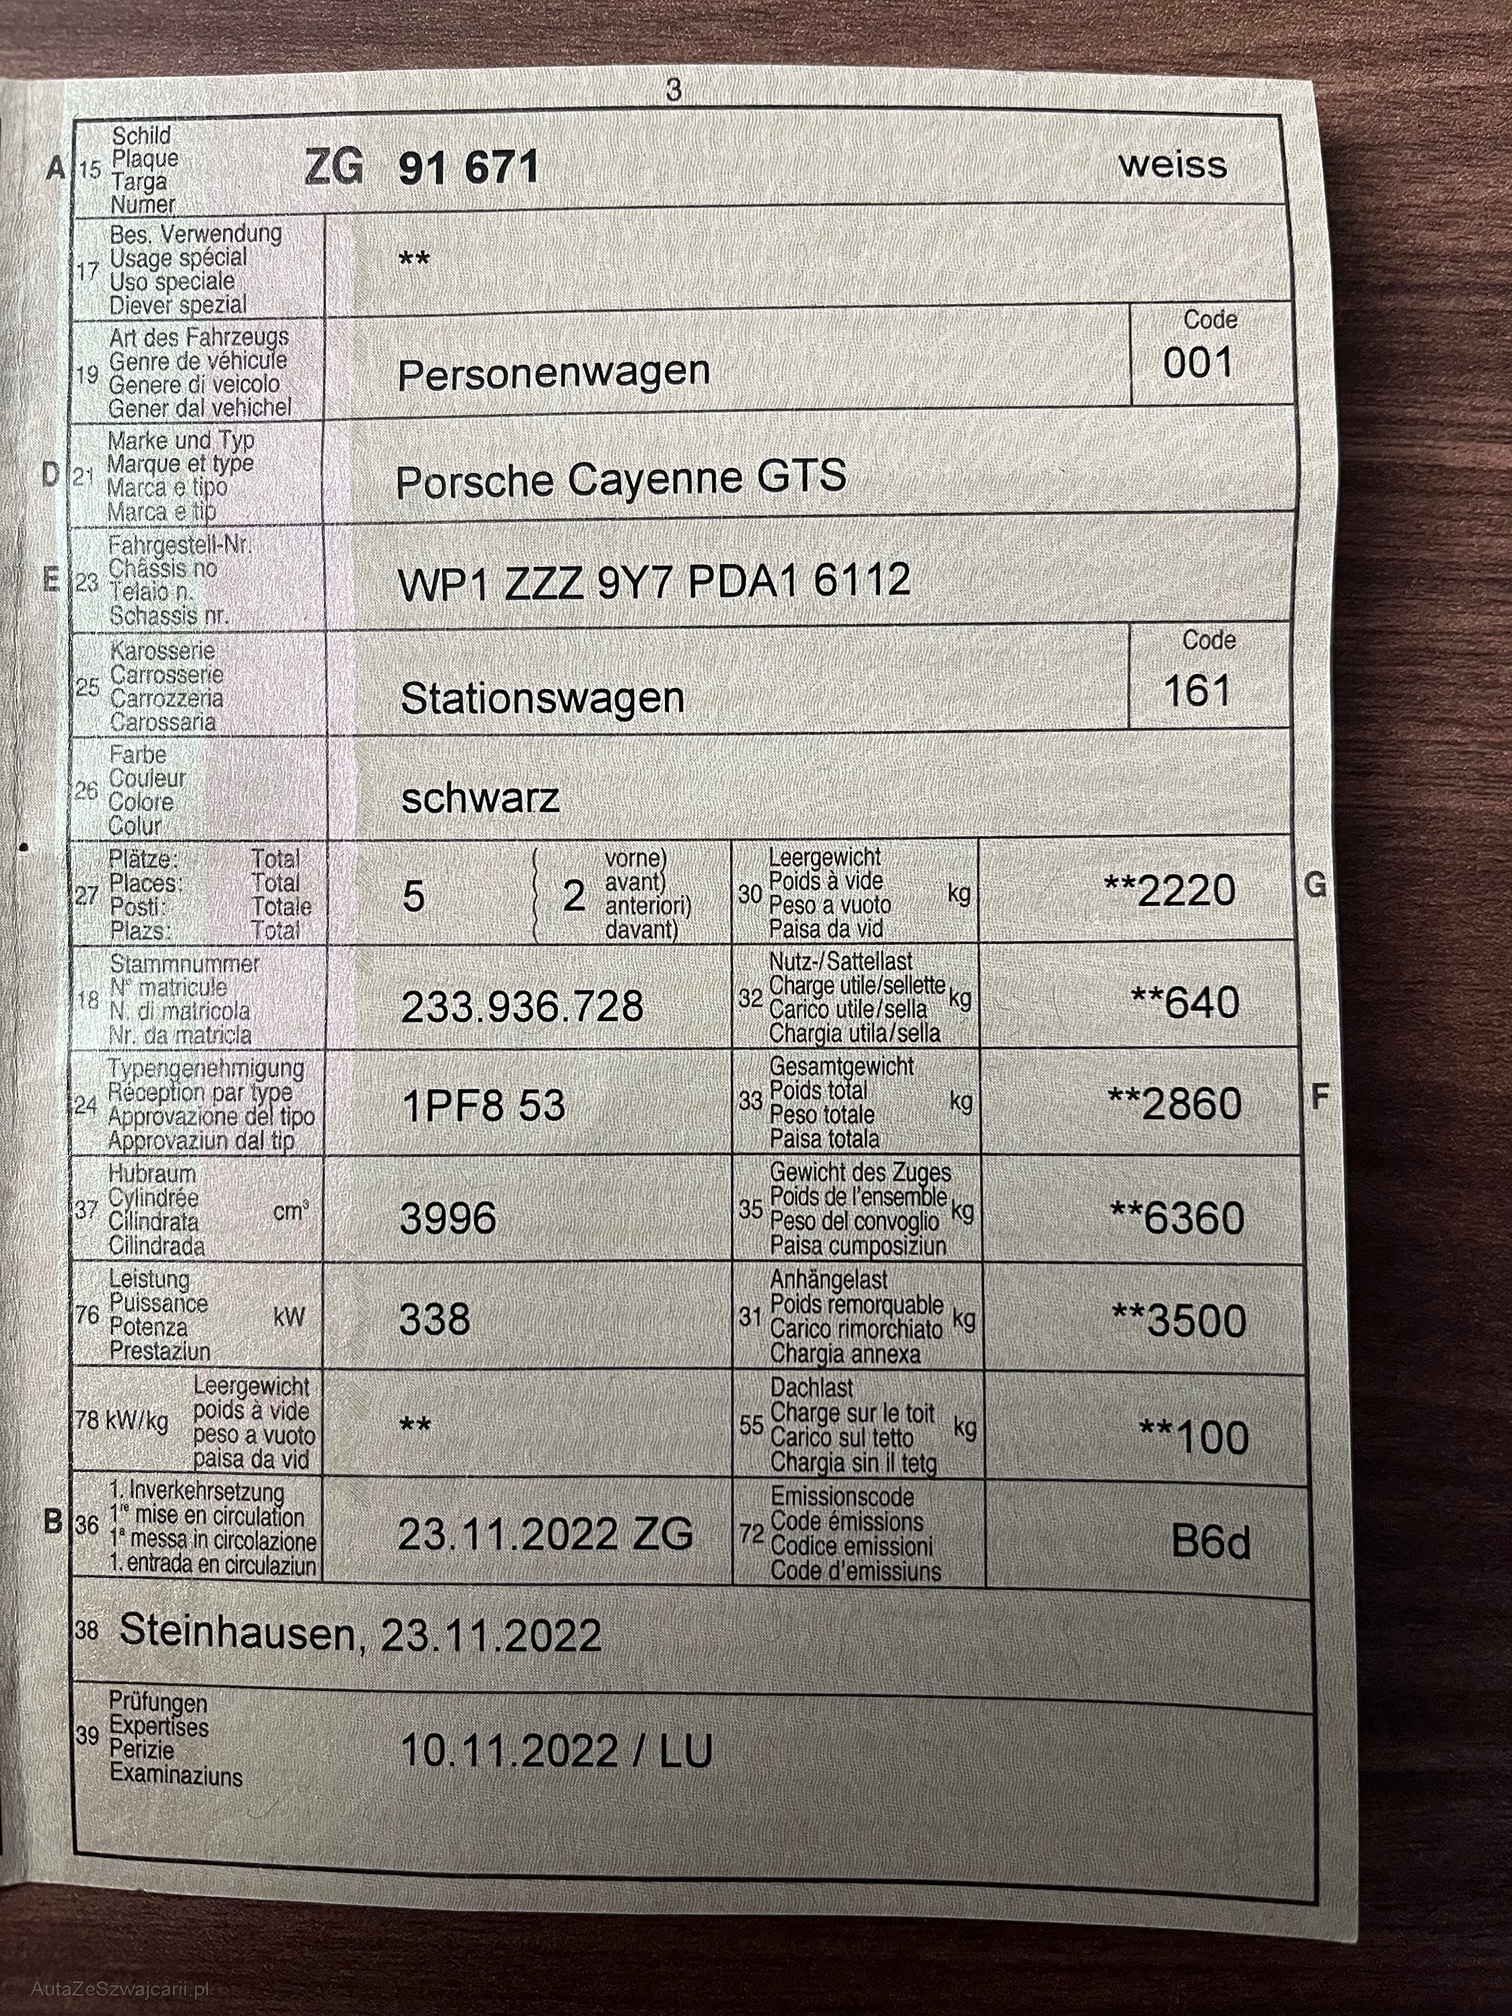 3
A 15 Schild
Plaque
Targa
Numer
ZG 91 671 weiss
17 Bes. Verwendung
Usage spécial
Uso speciale
Diever spezial
**
19 Art des Fahrzeugs
Genre de véhicule
Genere di veicolo
Gener dal vehichel
Personenwagen
Code
001
D 21 Marke und Typ
Marque et type
Marca e tipo
Marca e tip
Porsche Cayenne GTS
E 23 Fahrgestell-Nr.
Châssis no
Telaio n.
Schassis nr.
WP1 ZZZ 9Y7 PDA1 6112
25 Karosserie
Carrosserie
Carrozzeria
Carossaria
Stationswagen
Code
161
26 Farbe
Couleur
Colore
Colur
schwarz
27 Plätze: Total
Places: Total
Posti: Totale
Plazs: Total
5 ( 2 vorne)
avant)
anteriori)
davant)
30 Leergewicht
Poids à vide
Peso a vuoto
Paisa da vid
kg
**2220
G
18 Stammnummer
N° matricule
N. di matricola
Nr. da matricla
233.936.728
32 Nutz-/Sattellast
Charge utile/sellette
Carico utile/sella
Chargia utila/sella
kg
**640
24 Typengenehmigung
Réception par type
Approvazione del tipo
Approvaziun dal tip
1PF8 53
33 Gesamtgewicht
Poids total
Peso totale
Paisa totala
kg
**2860
F
37 Hubraum
Cylindrée
Cilindrata
Cilindrada
cm³
3996
35 Gewicht des Zuges
Poids de l'ensemble
Peso del convoglio
Paisa cumposiziun
kg
**6360
76 Leistung
Puissance
Potenza
Prestaziun
kW
338
31 Anhängelast
Poids remorquable
Carico rimorchiato
Chargia annexa
kg
**3500
78 kW/kg Leergewicht
poids à vide
peso a vuoto
paisa da vid
**
55 Dachlast
Charge sur le toit
Carico sul tetto
Chargia sin il tetg
kg
**100
B 36 1. Inverkehrsetzung
1re mise en circulation
1a messa in circolazione
1. entrada en circulaziun
23.11.2022 ZG
72 Emissionscode
Code émissions
Codice emissioni
Code d'emissiuns
B6d
38 Steinhausen, 23.11.2022
39 Prüfungen
Expertises
Perizie
Examinaziuns
10.11.2022 / LU
AutaZeSzwajcarii.pl